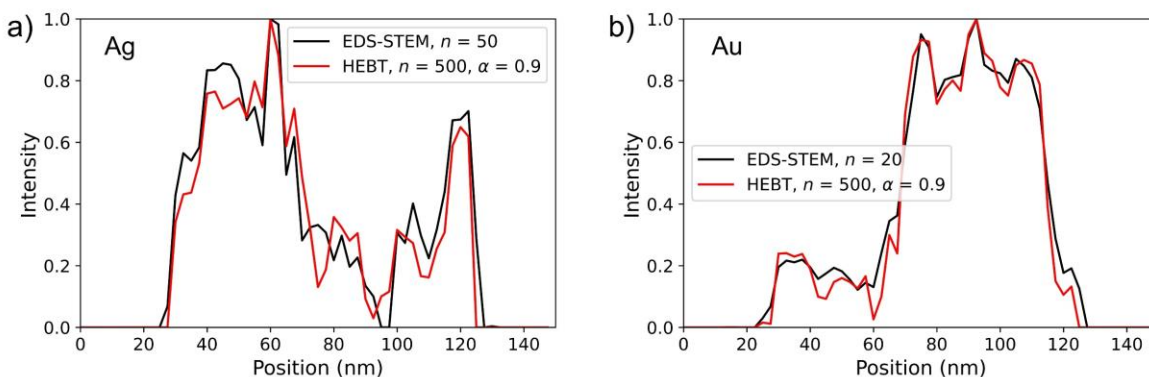 a)
Ag
EDS-STEM, n = 50
HEBT, n = 500, α = 0.9
Intensity
1.0
0.8
0.6
0.4
0.2
0.0
0 20 40 60 80 100 120 140
Position (nm)
b)
Au
EDS-STEM, n = 20
HEBT, n = 500, α = 0.9
Intensity
1.0
0.8
0.6
0.4
0.2
0.0
0 20 40 60 80 100 120 140
Position (nm)